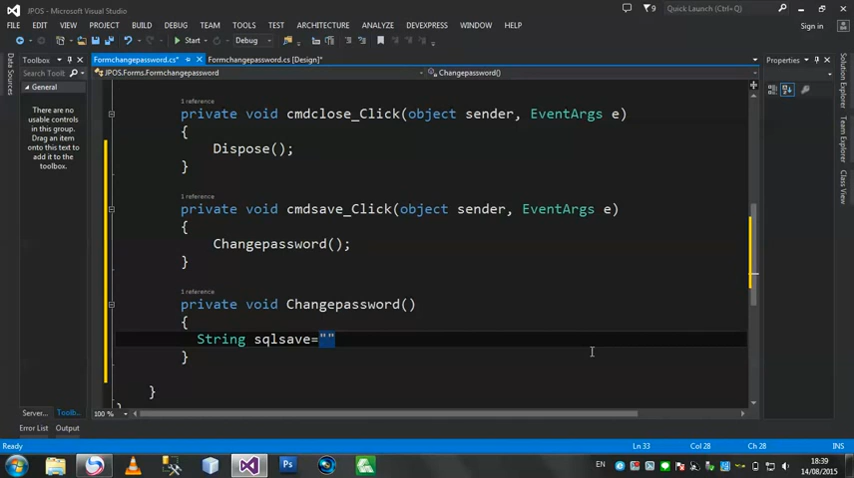 JPOS - Microsoft Visual Studio
9
Quick Launch (Ctrl+Q)
FILE EDIT VIEW PROJECT BUILD DEBUG TEAM TOOLS TEST ARCHITECTURE ANALYZE DEVEXPRESS WINDOW HELP
Sign in
Start
Debug
Data Sources
Toolbox
Search Toolt
General
There are no usable controls in this group. Drag an item onto this text to add it to the toolbox.
Formchangepassword.cs*
Formchangepassword.cs [Design]*
JPOS.Forms.Formchangepassword
Changepassword()
Properties
Solution Explorer
Team Explorer
Class View
1 reference
private void cmdclose_Click(object sender, EventArgs e)
{
Dispose();
}
1 reference
private void cmdsave_Click(object sender, EventArgs e)
{
Changepassword();
}
1 reference
private void Changepassword()
{
String sqlsave=""
}
}
100 %
Server...
Toolb...
Error List Output
Ready
Ln 33
Col 28
Ch 28
INS
EN
18:39
14/08/2015